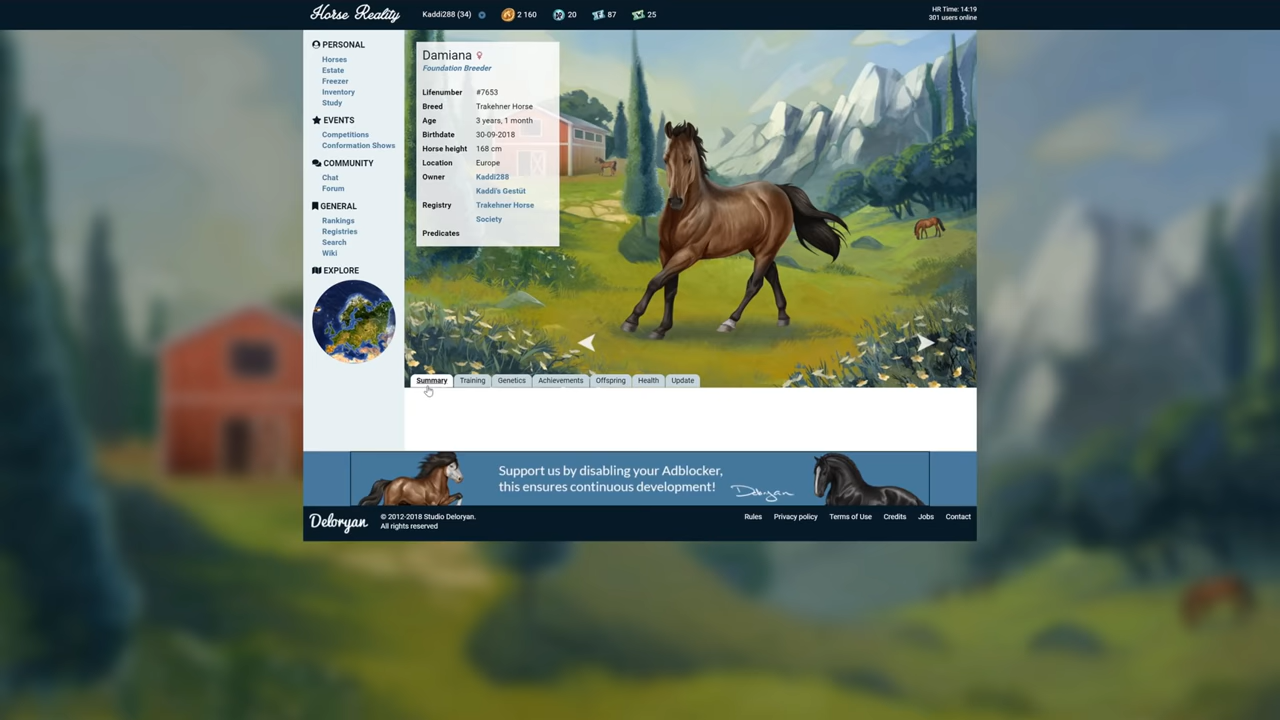 Horse Reality
Kaddi288 (34)
2 160
20
87
25
HR Time: 14:19
301 users online
PERSONAL
Horses
Estate
Freezer
Inventory
Study
EVENTS
Competitions
Conformation Shows
COMMUNITY
Chat
Forum
GENERAL
Rankings
Registries
Search
Wiki
EXPLORE
Damiana ♀
Foundation Breeder
Lifenumber #7653
Breed Trakehner Horse
Age 3 years, 1 month
Birthdate 30-09-2018
Horse height 168 cm
Location Europe
Owner Kaddi288
Kaddi's Gestüt
Registry Trakehner Horse
Society
Predicates
Summary Training Genetics Achievements Offspring Health Update
Support us by disabling your Adblocker,
this ensures continuous development!
Deloryan
Deloryan
© 2012-2018 Studio Deloryan.
All rights reserved
Rules Privacy policy Terms of Use Credits Jobs Contact